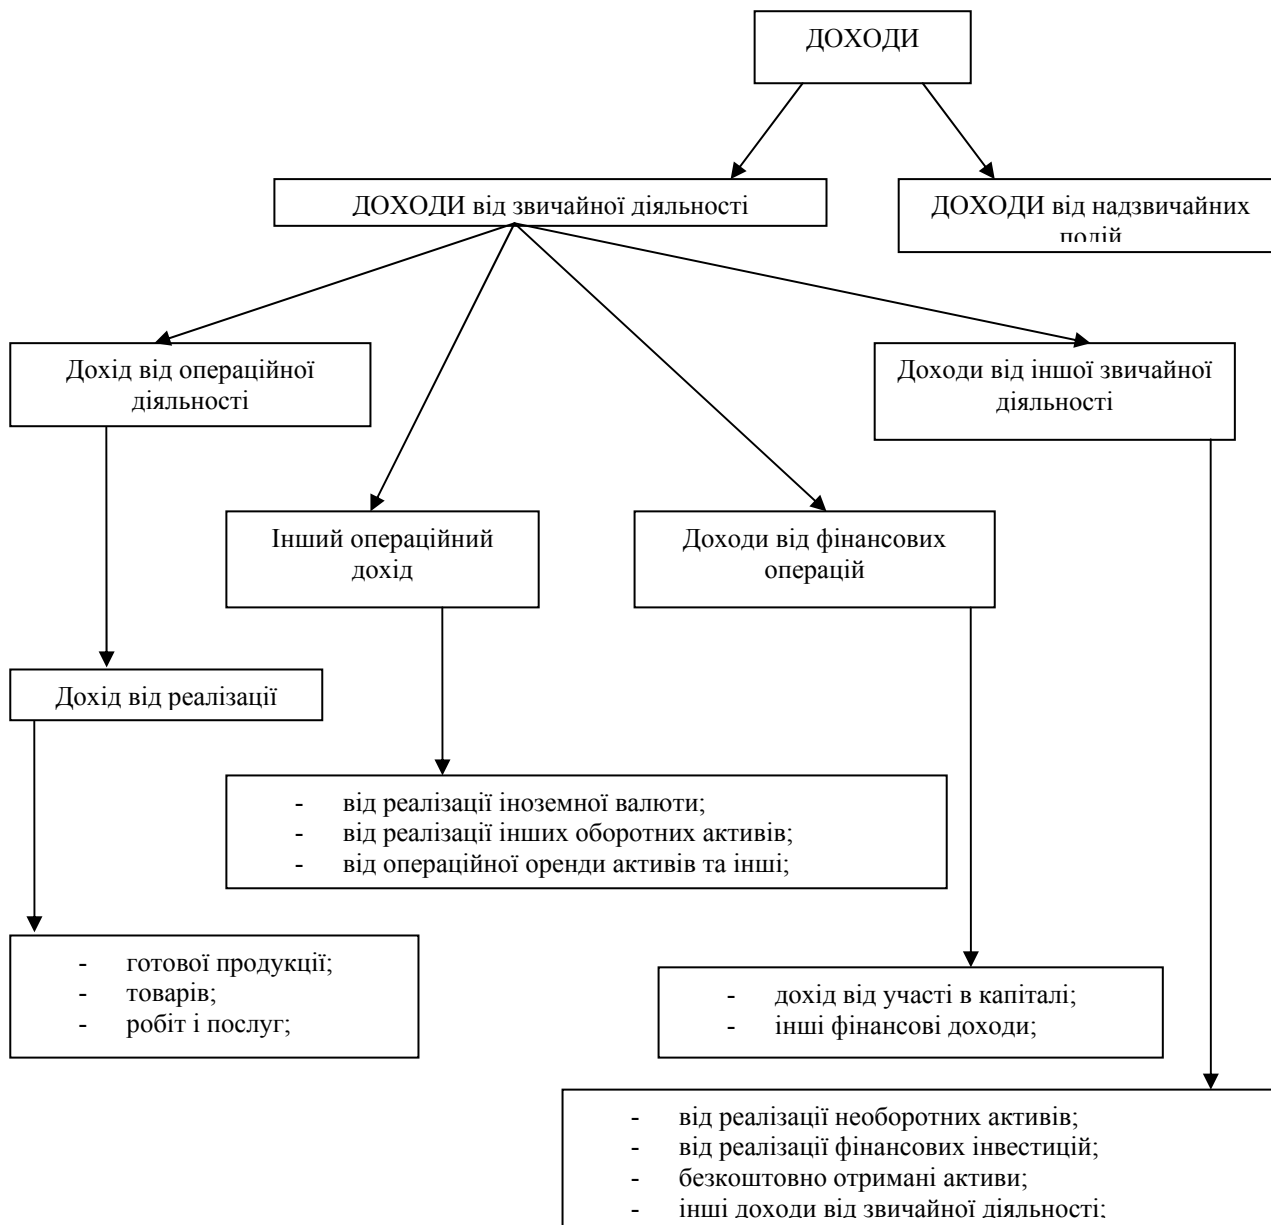 ДОХОДИ
ДОХОДИ від звичайної діяльності
ДОХОДИ від надзвичайних
подій
Дохід від операційної
діяльності
Доходи від іншої звичайної
діяльності
Інший операційний
дохід
Доходи від фінансових
операцій
Дохід від реалізації
- від реалізації іноземної валюти;
- від реалізації інших оборотних активів;
- від операційної оренди активів та інші;
- готової продукції;
- товарів;
- робіт і послуг;
- дохід від участі в капіталі;
- інші фінансові доходи;
- від реалізації необоротних активів;
- від реалізації фінансових інвестицій;
- безкоштовно отримані активи;
- інші доходи від звичайної діяльності;